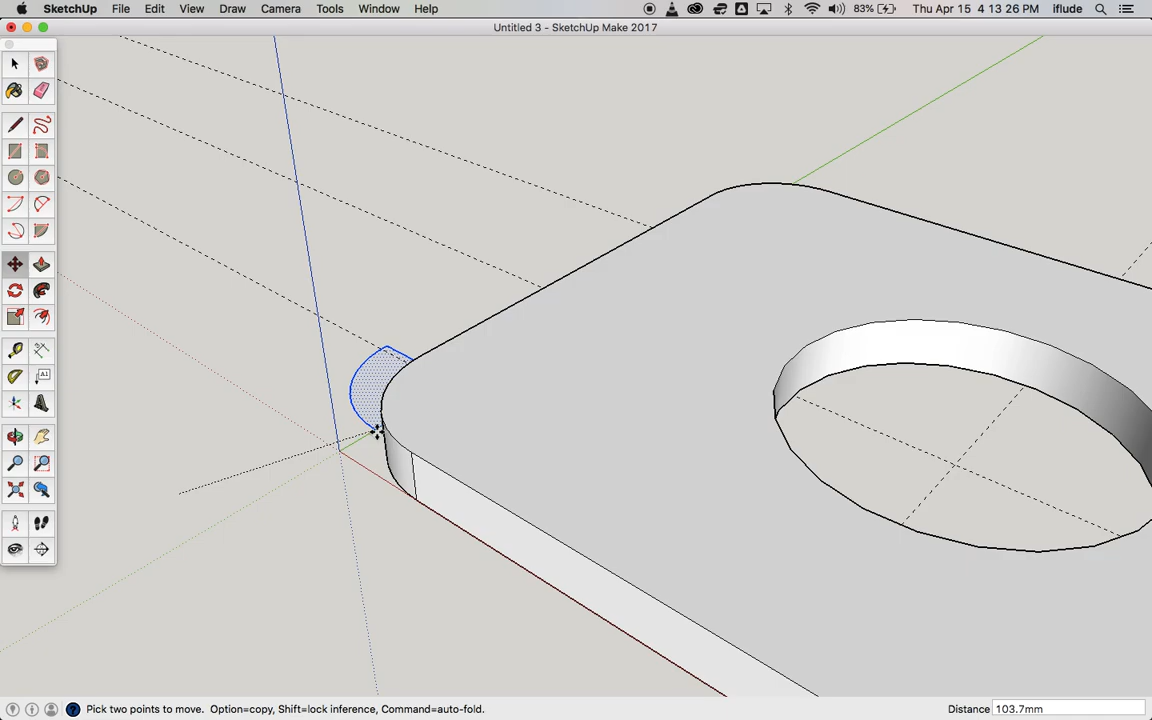 SketchUp File Edit View Draw Camera Tools Window Help 83% Thu Apr 15 4 13 26 PM iflude
Untitled 3 - SketchUp Make 2017
A1
Pick two points to move. Option=copy, Shift=lock inference, Command=auto-fold.
Distance 103.7mm